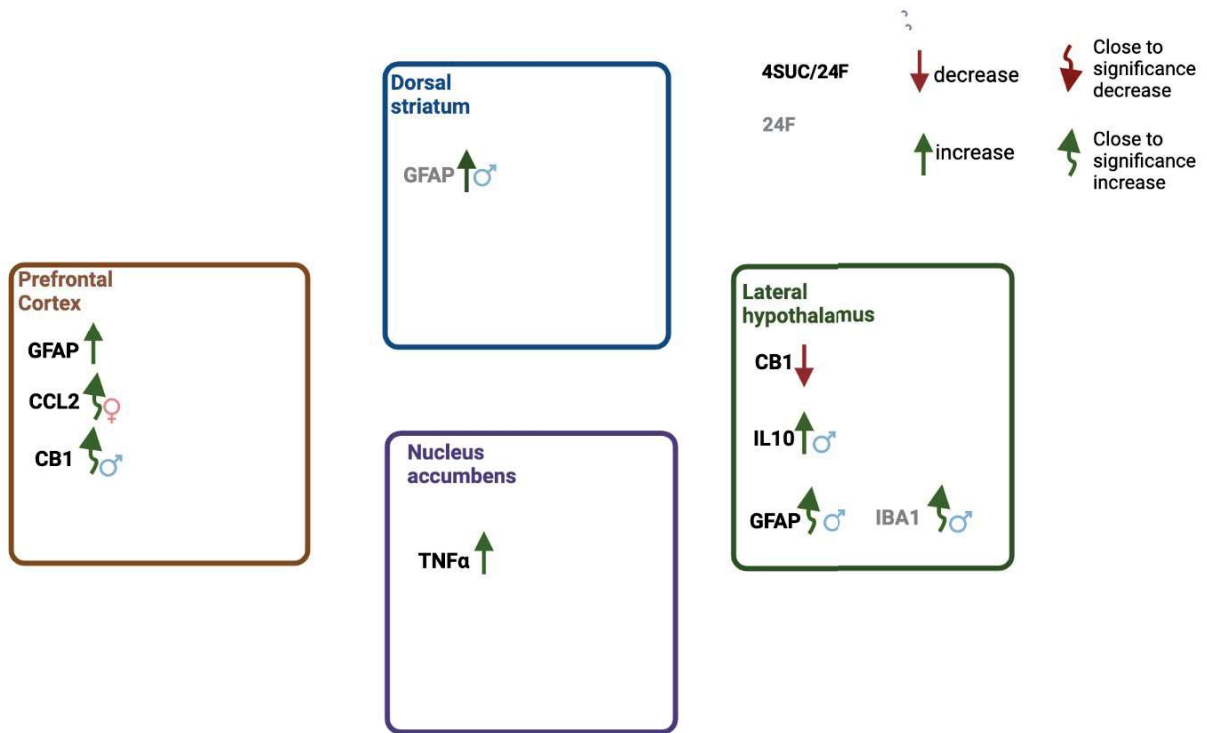 4SUC/24F
24F
decrease
increase
Close to
significance
decrease
Close to
significance
increase
Dorsal
striatum
GFAP ♂
Prefrontal
Cortex
GFAP
CCL2 ♀
CB1 ♂
Nucleus
accumbens
TNFα
Lateral
hypothalamus
CB1
IL10 ♂
GFAP ♂ IBA1 ♂